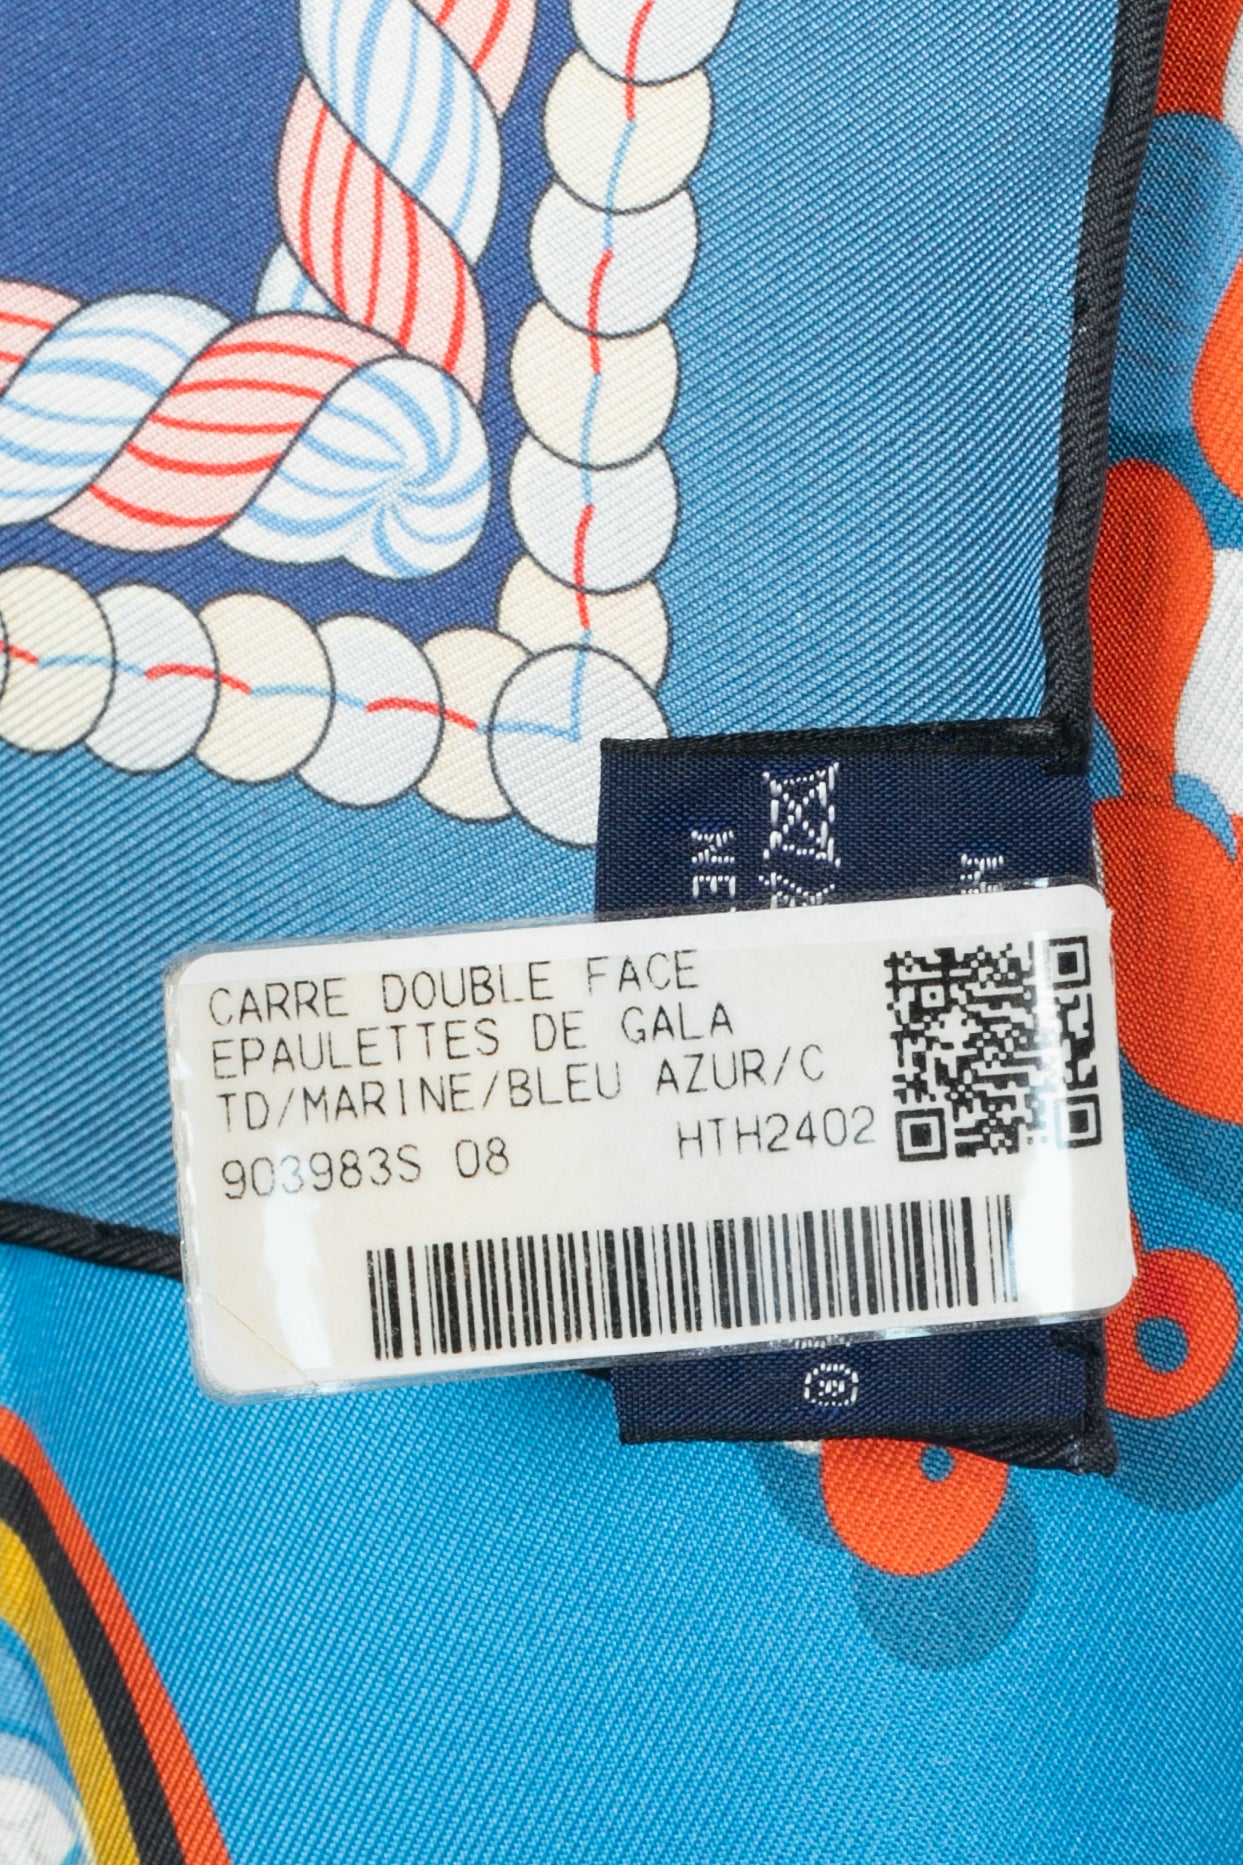 CARRE DOUBLE FACE
EPAULETTES DE GALA
TD/MARINE/BLEU AZUR/C
903983S 08 HTH2402